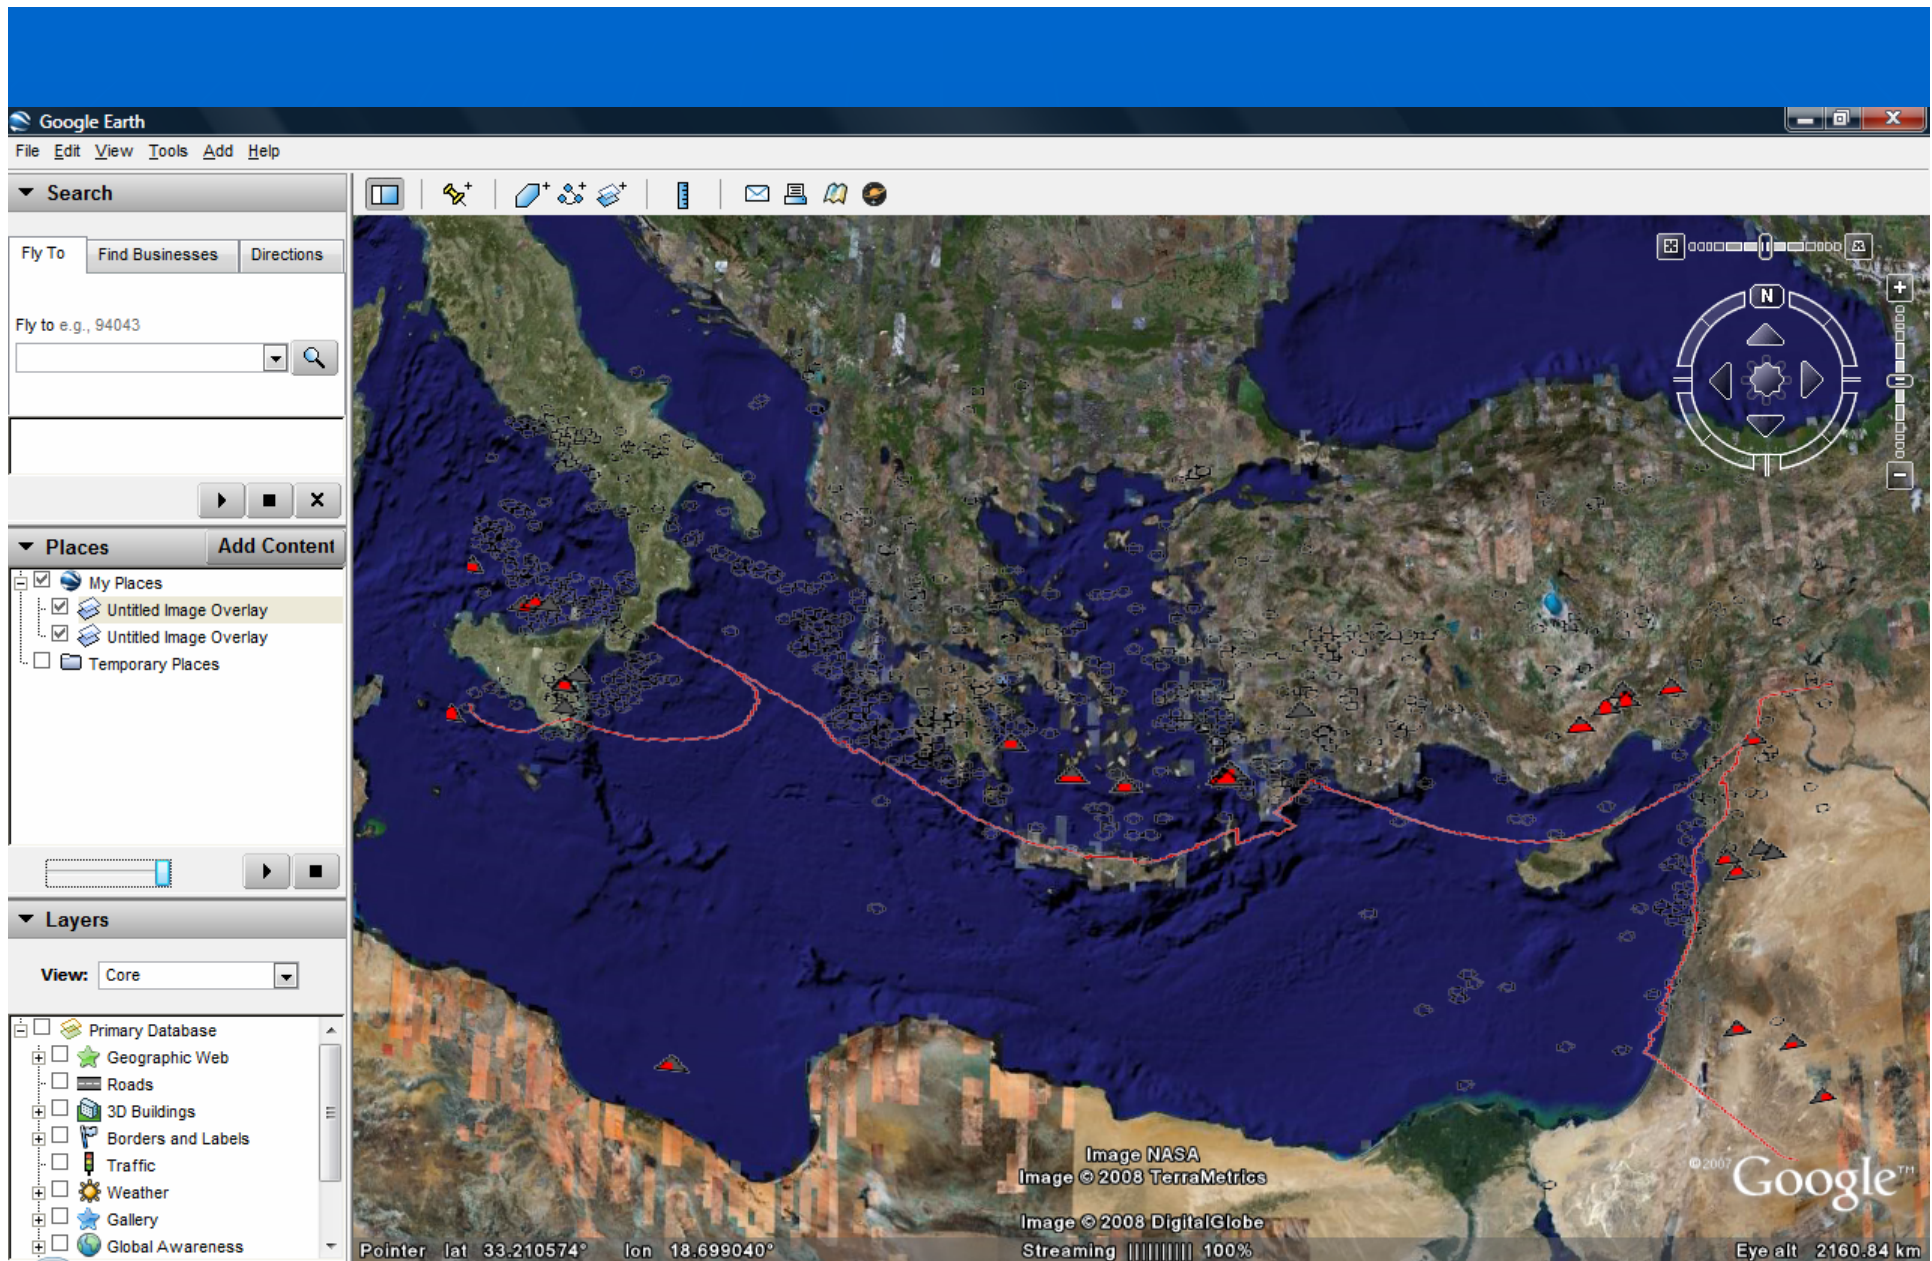 Google Earth
File Edit View Tools Add Help
Search
Fly To Find Businesses Directions
Fly to e.g., 94043
Places Add Content
My Places
Untitled Image Overlay
Untitled Image Overlay
Temporary Places
Layers
View: Core
Primary Database
Geographic Web
Roads
3D Buildings
Borders and Labels
Traffic
Weather
Gallery
Global Awareness
N
Image NASA
Image © 2008 TerraMetrics
Image © 2008 DigitalGlobe
©2007 Google™
Pointer lat 33.210574° lon 18.699040° Streaming |||||||||| 100% Eye alt 2160.84 km